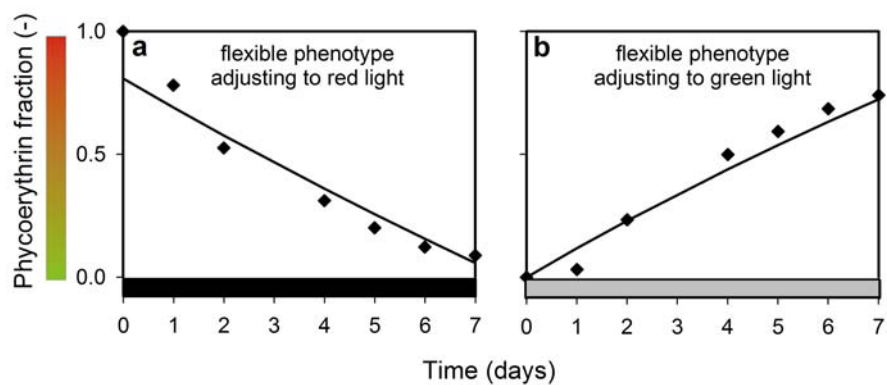 Phycoerythrin fraction (-)
1.0
0.5
0.0
a
flexible phenotype
adjusting to red light
0 1 2 4 5 6 7
b
flexible phenotype
adjusting to green light
0 1 2 3 4 5 6 7
Time (days)